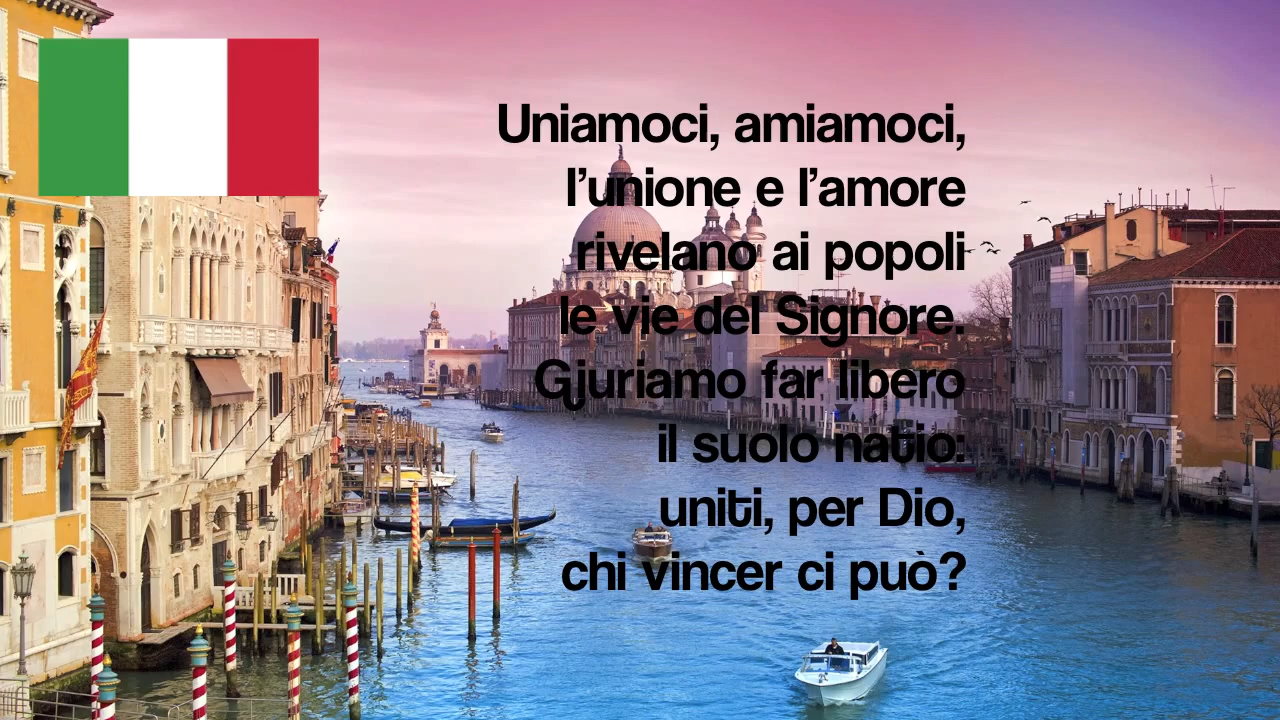 Uniamoci, amiamoci,
l’unione e l’amore
rivelano ai popoli
le vie del Signore.
Giuriamo far libero
il suolo natio:
uniti, per Dio,
chi vincer ci può?